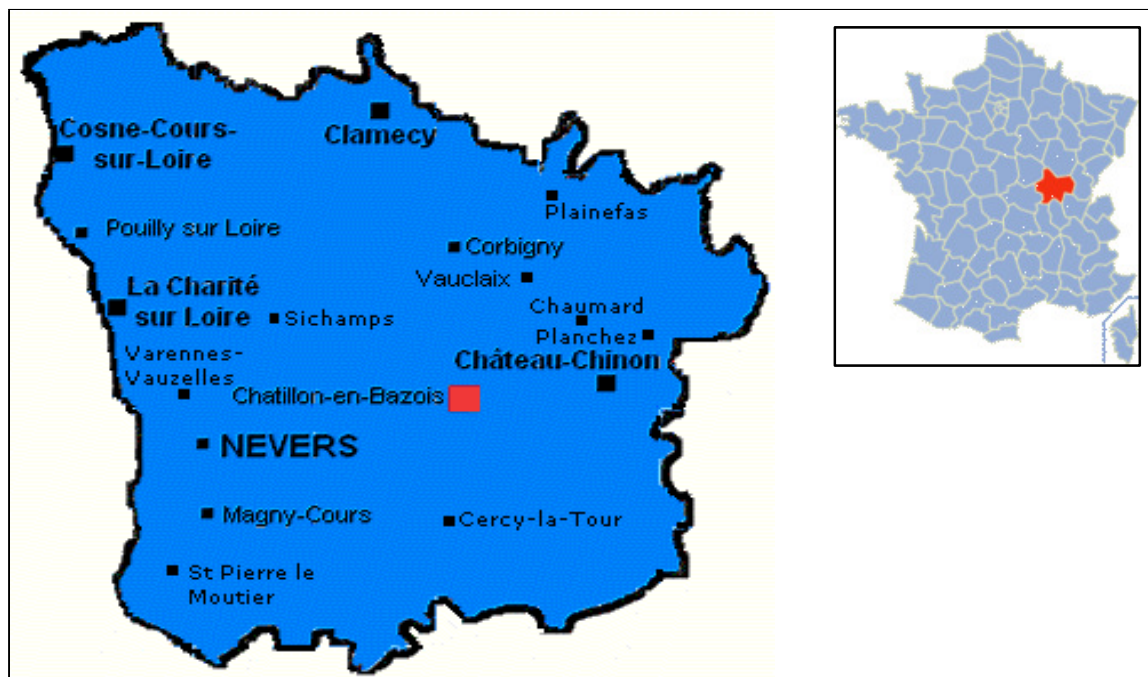 Cosne-Cours-
sur-Loire
Clamecy
Plainefas
Pouilly sur Loire
Corbigny
Vauclaix
La Charité
sur Loire
Sichamps
Chaumard
Planchez
Varennes-
Vauzelles
Château-Chinon
Chatillon-en-Bazois
NEVERS
Magny-Cours
Cercy-la-Tour
St Pierre le
Moutier